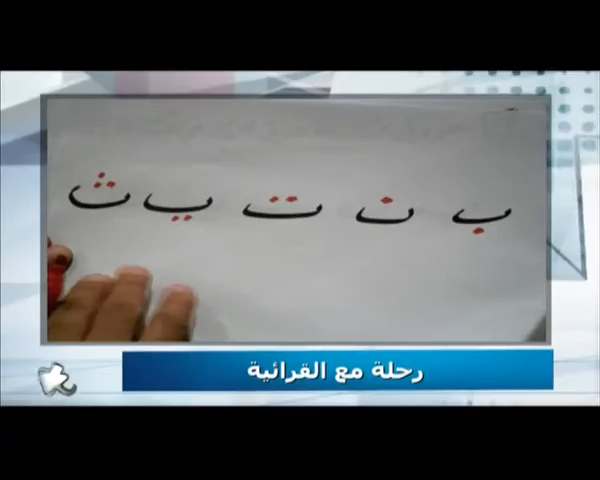 ب ن ت ي ث
رحلة مع القرائية